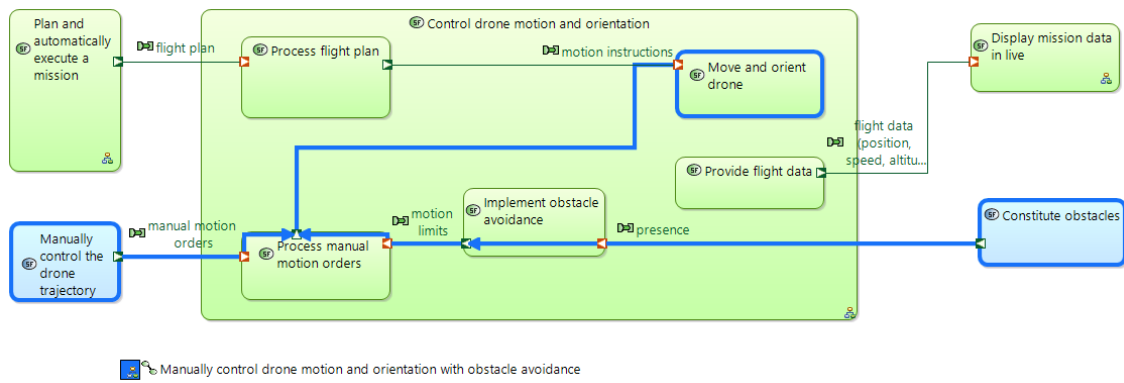 Plan and
automatically
execute a
mission
flight plan
Control drone motion and orientation
Process flight plan
motion instructions
Move and orient
drone
Display mission data
in live
flight data
(position,
speed, altitu...
Provide flight data
manual motion
orders
Manually
control the
drone
trajectory
Process manual
motion orders
motion
limits
Implement obstacle
avoidance
presence
Constitute obstacles
Manually control drone motion and orientation with obstacle avoidance